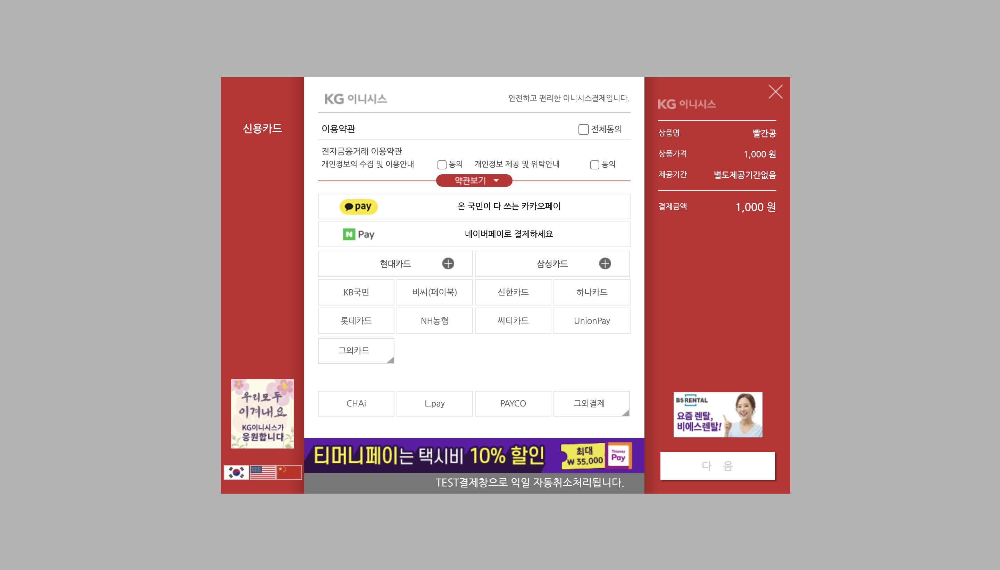 신용카드
우리모두
이겨내요
KG이니시스가
응원합니다
KG 이니시스
안전하고 편리한 이니시스결제입니다.
이용약관
전체동의
전자금융거래 이용약관
개인정보의 수집 및 이용안내
동의
개인정보 제공 및 위탁안내
동의
약관보기
pay
온 국민이 다 쓰는 카카오페이
N Pay
네이버페이로 결제하세요
현대카드
삼성카드
KB국민
비씨(페이북)
신한카드
하나카드
롯데카드
NH농협
씨티카드
UnionPay
그외카드
CHAi
L.pay
PAYCO
그외결제
티머니페이는 택시비 10% 할인
최대
₩ 35,000
Tmoney
Pay
TEST결제창으로 익일 자동취소처리됩니다.
KG 이니시스
상품명
빨간공
상품가격
1,000 원
제공기간
별도제공기간없음
결제금액
1,000 원
BS RENTAL
요즘 렌탈,
비에스렌탈!
다 음